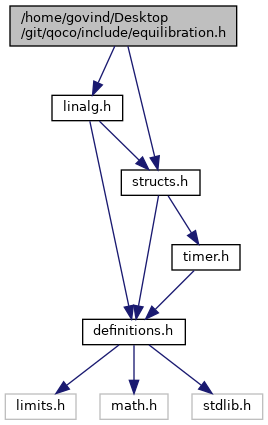 /home/govind/Desktop
/git/qoco/include/equilibration.h
linalg.h
structs.h
timer.h
definitions.h
limits.h
math.h
stdlib.h